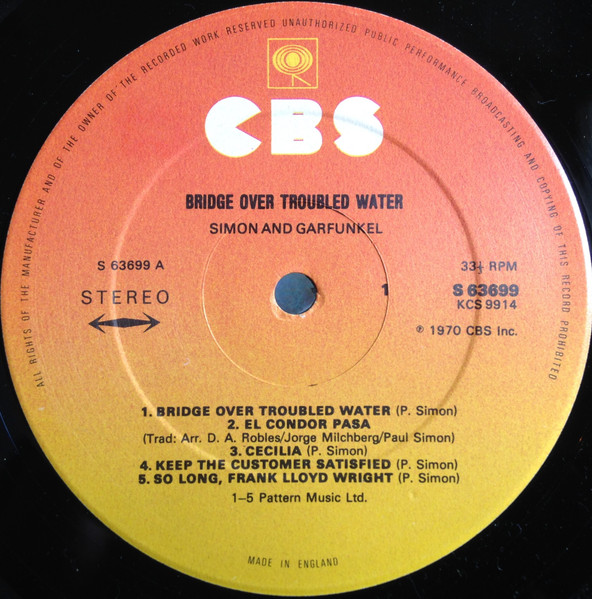 ALL RIGHTS OF THE MANUFACTURER AND OF THE OWNER OF THE RECORDED WORK RESERVED UNAUTHORIZED PUBLIC PERFORMANCE BROADCASTING AND COPYING OF THIS RECORD PROHIBITED
CBS
BRIDGE OVER TROUBLED WATER
SIMON AND GARFUNKEL
S 63699 A
33⅓ RPM
STEREO
1
S 63699
KCS 9914
℗ 1970 CBS Inc.
1. BRIDGE OVER TROUBLED WATER (P. Simon)
2. EL CONDOR PASA
(Trad: Arr. D. A. Robles/Jorge Milchberg/Paul Simon)
3. CECILIA (P. Simon)
4. KEEP THE CUSTOMER SATISFIED (P. Simon)
5. SO LONG, FRANK LLOYD WRIGHT (P. Simon)
1–5 Pattern Music Ltd.
MADE IN ENGLAND